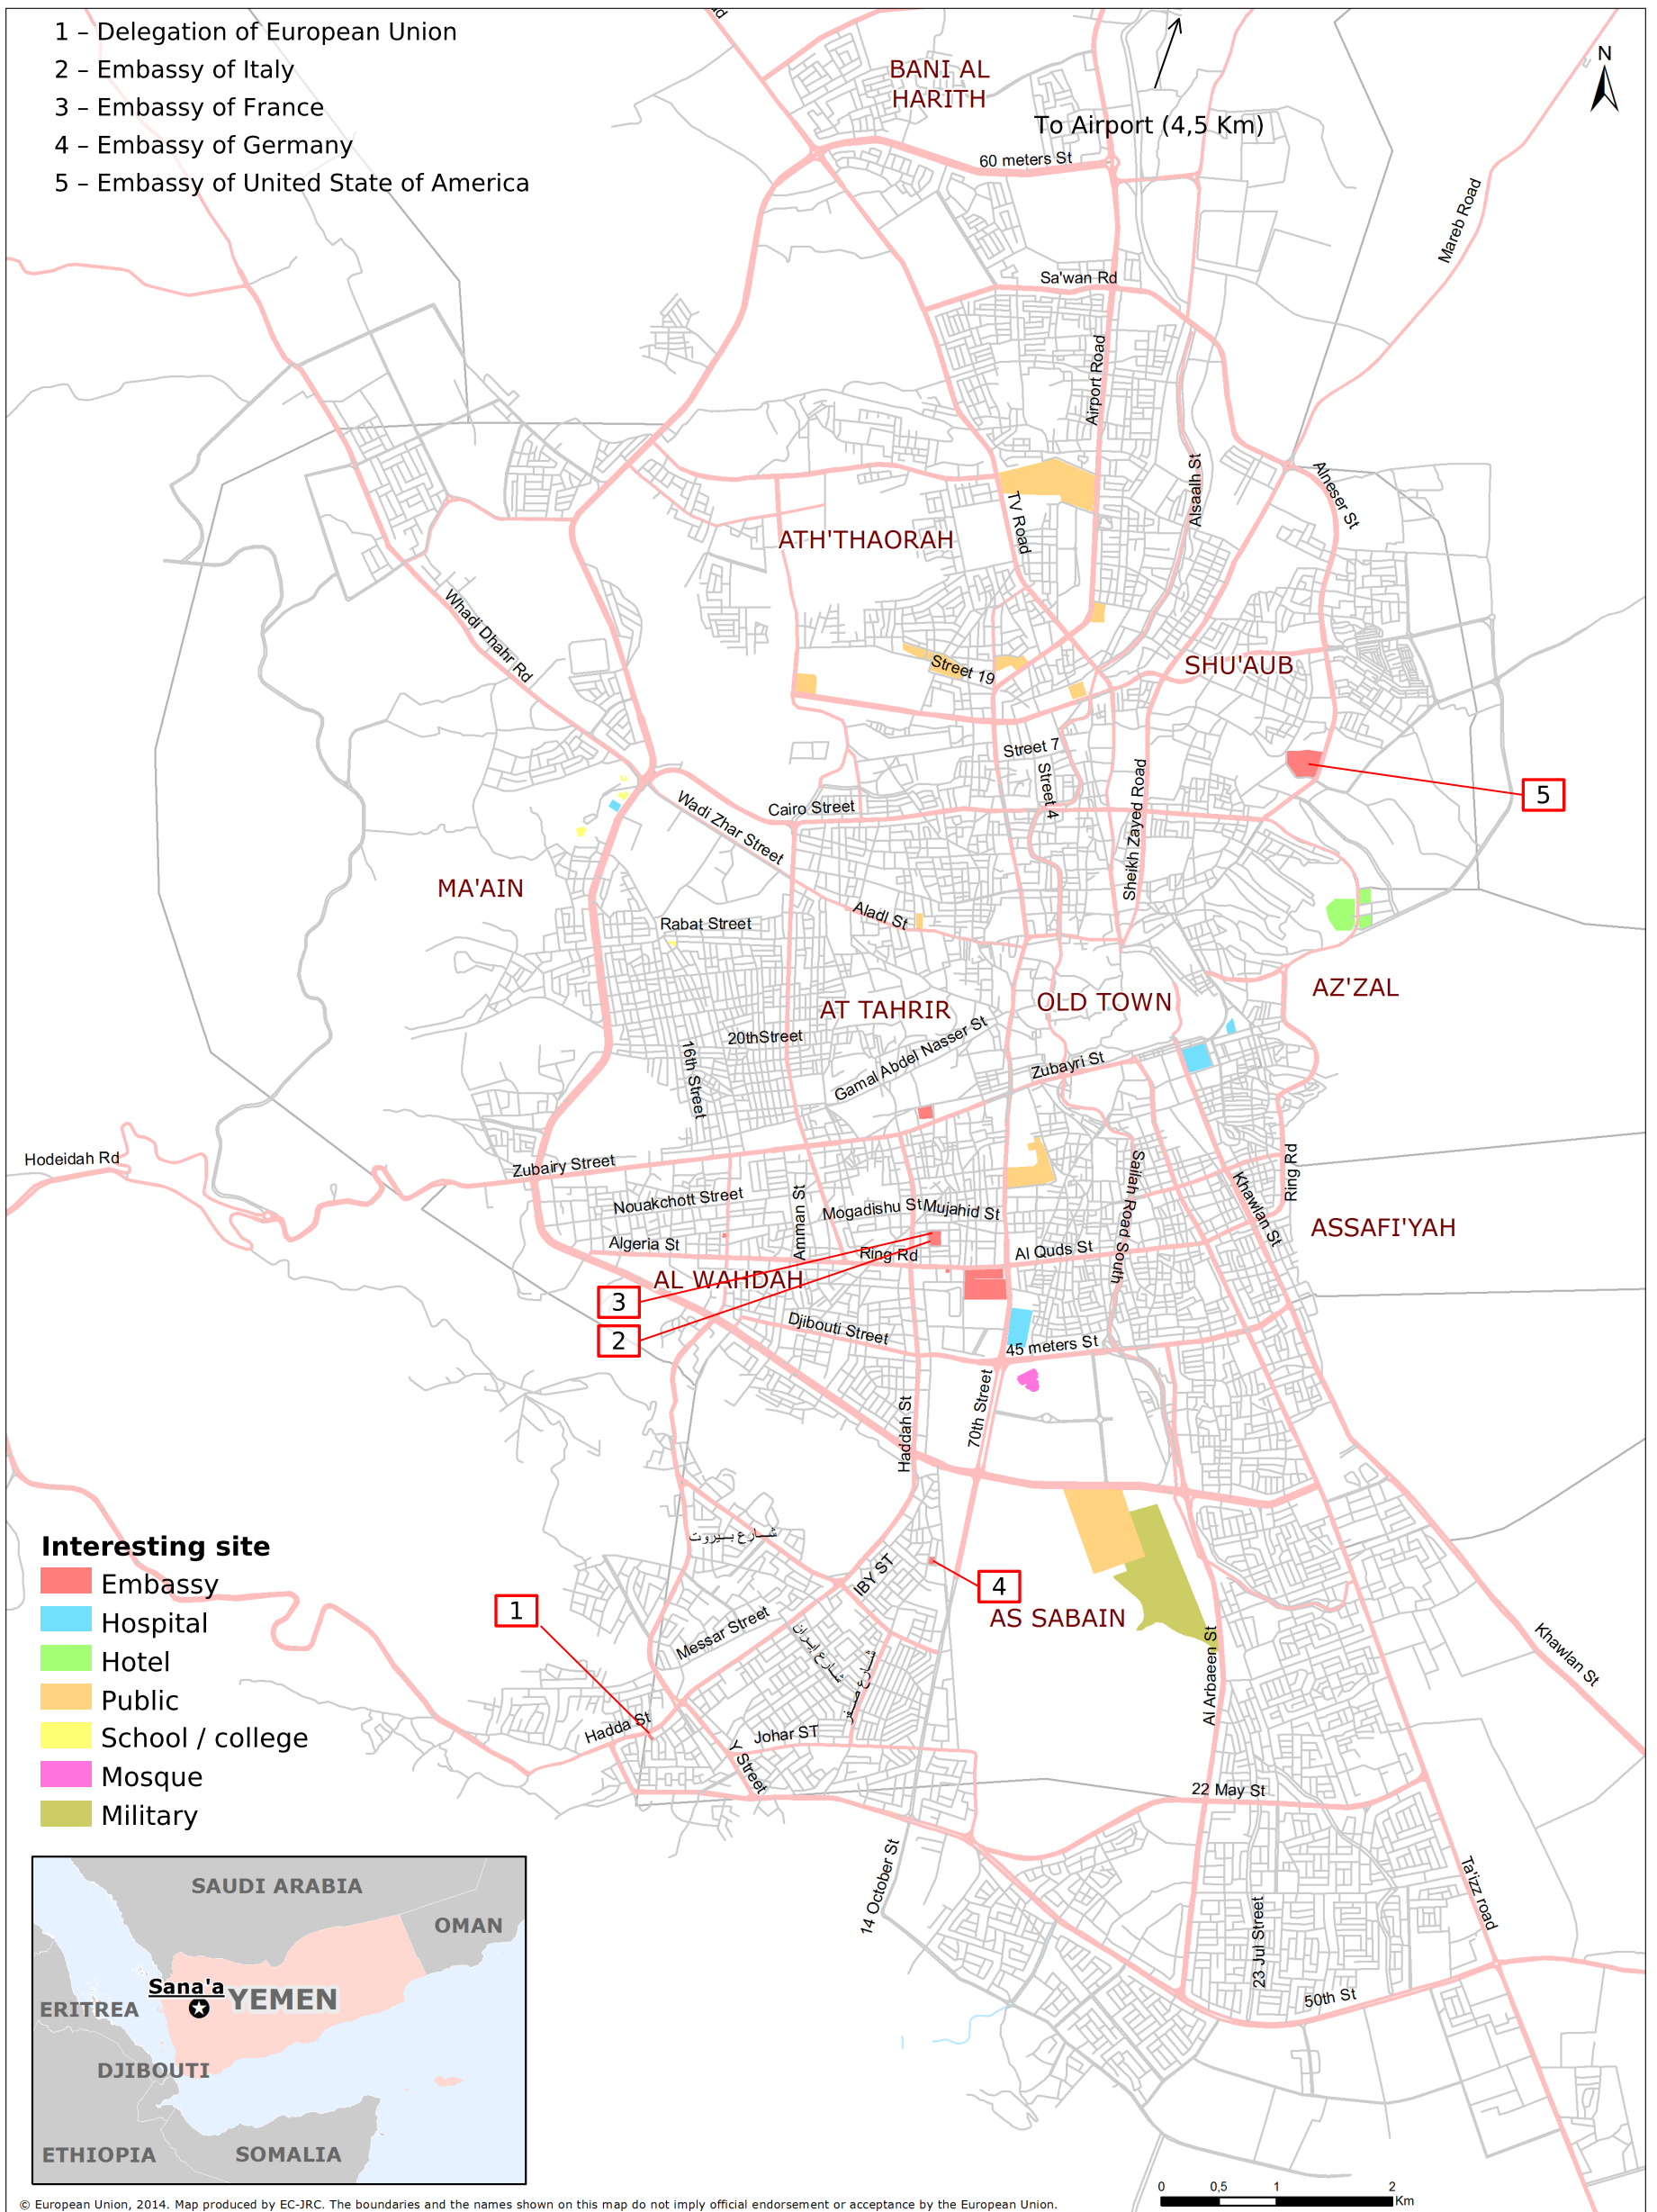 1 – Delegation of European Union
2 – Embassy of Italy
3 – Embassy of France
4 – Embassy of Germany
5 – Embassy of United State of America
BANI AL
HARITH
N
To Airport (4,5 Km)
60 meters St
Mareb Road
Sa'wan Rd
Airport Road
Alsaalh St
Alneser St
TV Road
ATH'THAORAH
Whadi Dhahr Rd
Street 19
SHU'AUB
Street 7
Street 4
Sheikh Zayed Road
5
Wadi Zhar Street
Cairo Street
MA'AIN
Aladl St
Rabat Street
AZ'ZAL
AT TAHRIR
OLD TOWN
20thStreet
16th Street
Gamal Abdel Nasser St
Zubayri St
Hodeidah Rd
Zubairy Street
Nouakchott Street
Amman St
Mogadishu St
Mujahid St
Sailah Road South
Khawlan St
Ring Rd
ASSAFI'YAH
Algeria St
Ring Rd
Al Quds St
AL WAHDAH
3
2
Djibouti Street
45 meters St
Haddah St
70th Street
شارع بيروت
IBY ST
4
AS SABAIN
1
Messar Street
شارع ايران
Al Arbaeen St
Khawlan St
Hadda St
Johar ST
Y Street
22 May St
14 October St
Ta'izz road
23 Jul Street
50th St
Interesting site
Embassy
Hospital
Hotel
Public
School / college
Mosque
Military
SAUDI ARABIA
OMAN
Sana'a
YEMEN
ERITREA
DJIBOUTI
ETHIOPIA
SOMALIA
0 0,5 1 2
Km
© European Union, 2014. Map produced by EC-JRC. The boundaries and the names shown on this map do not imply official endorsement or acceptance by the European Union.